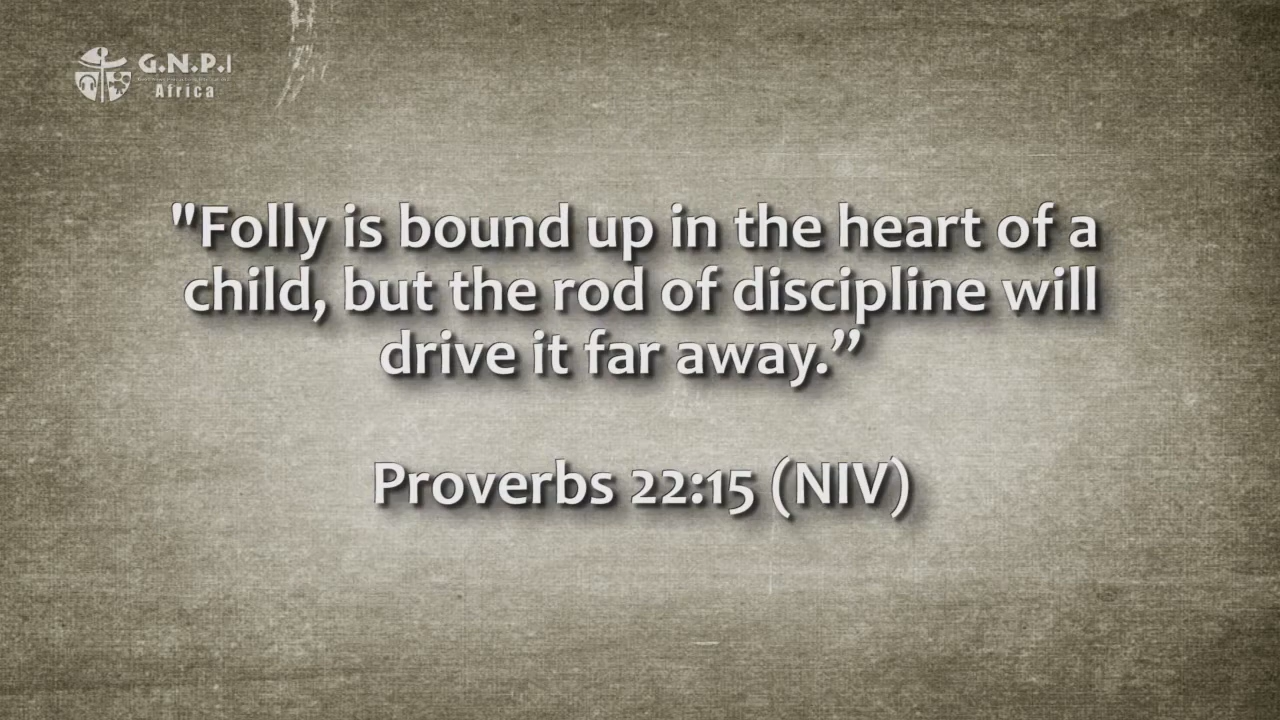 G.N.P.I
Africa
"Folly is bound up in the heart of a
child, but the rod of discipline will
drive it far away.”
Proverbs 22:15 (NIV)